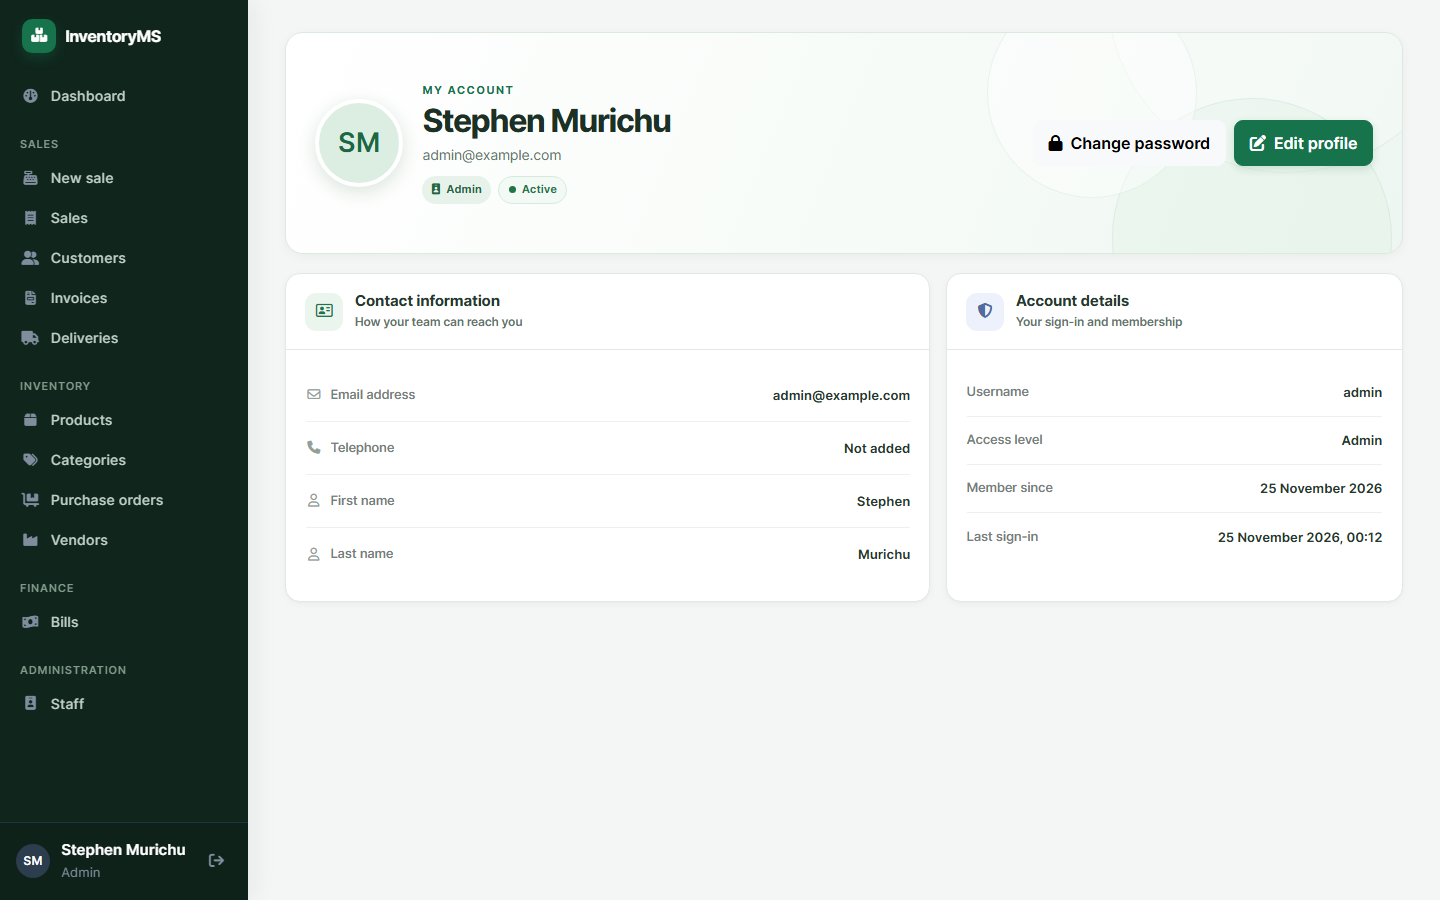 InventoryMS
Dashboard
SALES
New sale
Sales
Customers
Invoices
Deliveries
INVENTORY
Products
Categories
Purchase orders
Vendors
FINANCE
Bills
ADMINISTRATION
Staff
SM
Stephen Murichu
Admin
SM
MY ACCOUNT
Stephen Murichu
admin@example.com
Admin
Active
Change password
Edit profile
Contact information
How your team can reach you
Email address admin@example.com
Telephone Not added
First name Stephen
Last name Murichu
Account details
Your sign-in and membership
Username admin
Access level Admin
Member since 25 November 2026
Last sign-in 25 November 2026, 00:12